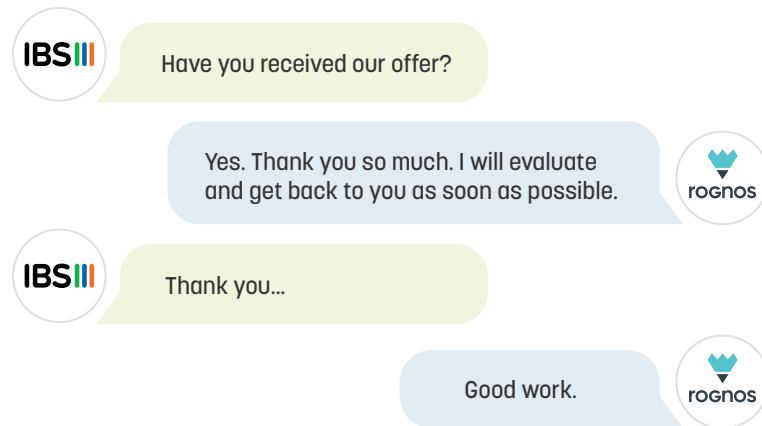 IBS
Have you received our offer?
Yes. Thank you so much. I will evaluate
and get back to you as soon as possible.
rognos
IBS
Thank you...
Good work.
rognos